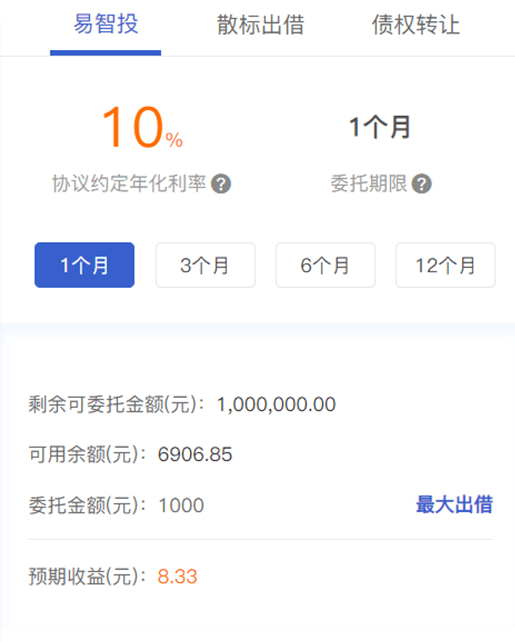 易智投 散标出借 债权转让
10% 1个月
协议约定年化利率 ? 委托期限 ?
1个月 3个月 6个月 12个月
剩余可委托金额(元)：1,000,000.00
可用余额(元)：6906.85
委托金额(元)：1000 最大出借
预期收益(元)：8.33